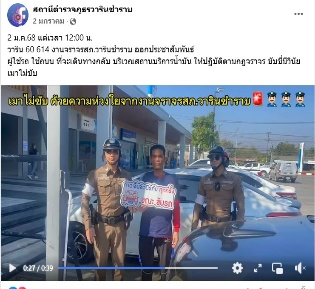 สถานีตำรวจภูธรวารินชำราบ
2 มกราคม
2 ม.ค.68 แต่เวลา 12:00 น.
วาริน 60 614 งานจราจรสภ.วารินชำราบ ออกประชาสัมพันธ์
ผู้ใช้รถ ใช้ถนน ที่จะเดินทางกลับ บริเวณสถานบริการน้ำมัน ให้ปฏิบัติตามกฎจราจร ขับขี่มีวินัย
เมาไม่ขับ
เมาไม่ขับ ด้วยความห่วงใยจากงานจราจรสภ.วารินชำราบ
0:27 / 0:39